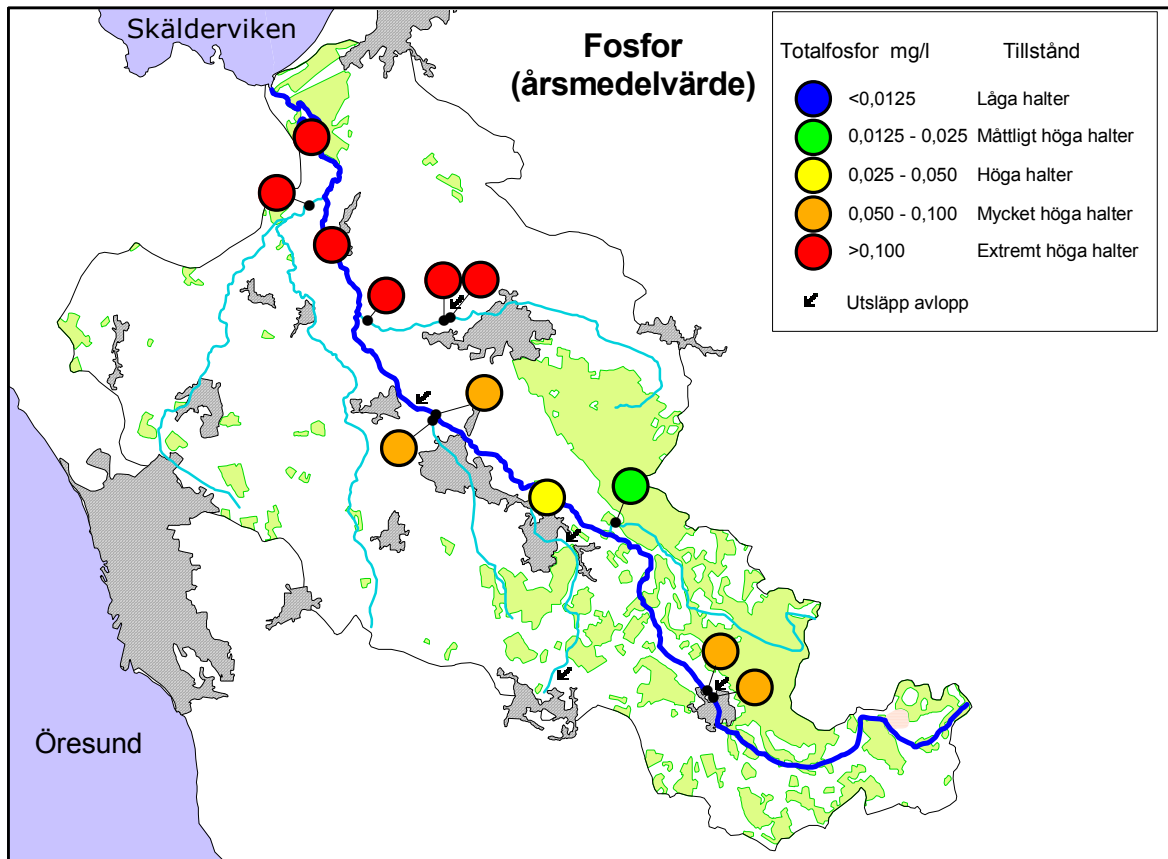 Skälderviken
Fosfor
(årsmedelvärde)
Totalfosfor mg/l Tillstånd
<0,0125 Låga halter
0,0125 - 0,025 Måttligt höga halter
0,025 - 0,050 Höga halter
0,050 - 0,100 Mycket höga halter
>0,100 Extremt höga halter
Utsläpp avlopp
Öresund